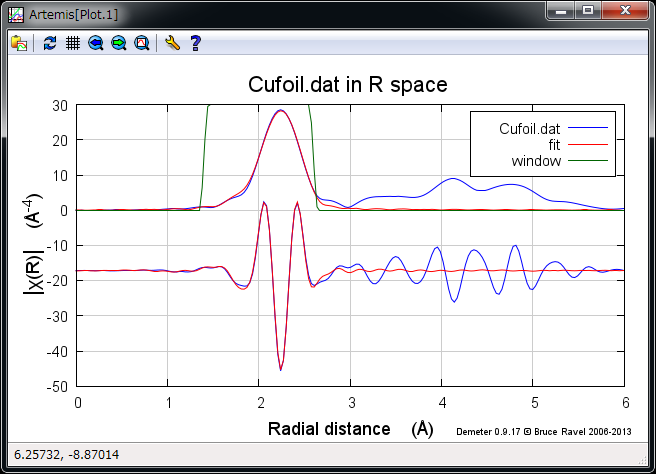 Artemis[Plot.1]
Cufoil.dat in R space
Cufoil.dat
fit
window
30
20
10
0
-10
-20
-30
-40
-50
|χ(R)| (Å⁻⁴)
0 1 2 3 4 5 6
Radial distance (Å)
Demeter 0.9.17 © Bruce Ravel 2006-2013
6.25732, -8.87014